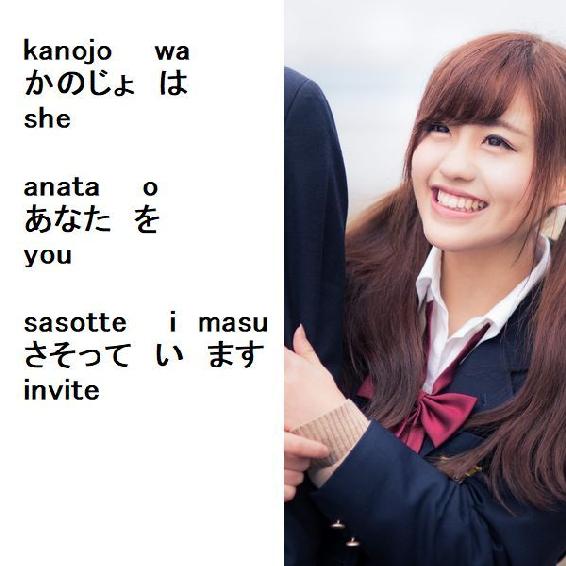 kanojo wa
かのじょ は
she
anata o
あなた を
you
sasotte i masu
さそって い ます
invite